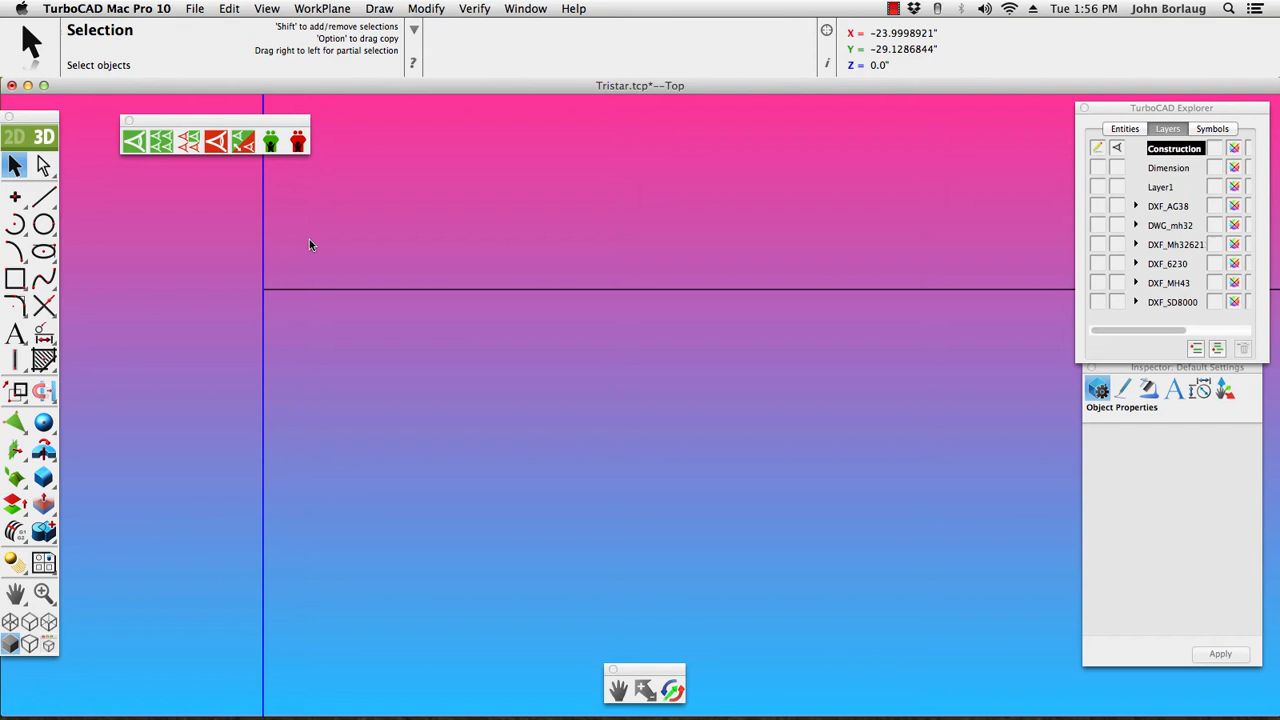 TurboCAD Mac Pro 10 File Edit View WorkPlane Draw Modify Verify Window Help Tue 1:56 PM John Borlaug
Selection
'Shift' to add/remove selections
'Option' to drag copy
Drag right to left for partial selection
Select objects
?
i
X = -23.9998921"
Y = -29.1286844"
Z = 0.0"
Tristar.tcp*--Top
2D 3D
TurboCAD Explorer
Entities Layers Symbols
Construction
Dimension
Layer1
DXF_AG38
DWG_mh32
DXF_Mh32621
DXF_6230
DXF_MH43
DXF_SD8000
Inspector: Default Settings
Object Properties
Apply